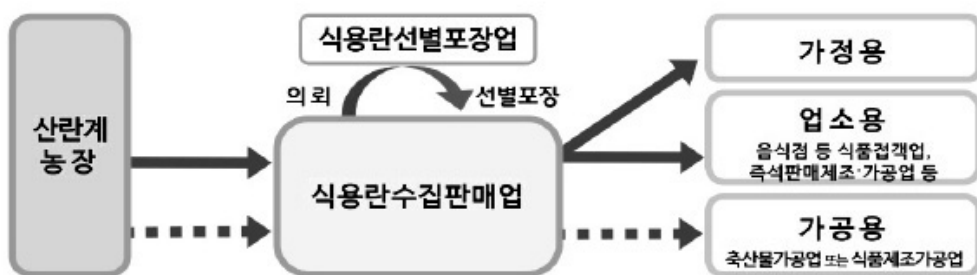 식용란선별포장업
의뢰
선별포장
산란계
농장
식용란수집판매업
가정용
업소용
음식점 등 식품접객업,
즉석판매제조·가공업 등
가공용
축산물가공업 또는 식품제조가공업